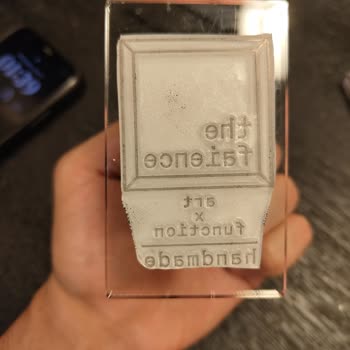 the
faience
art
x
function
handmade